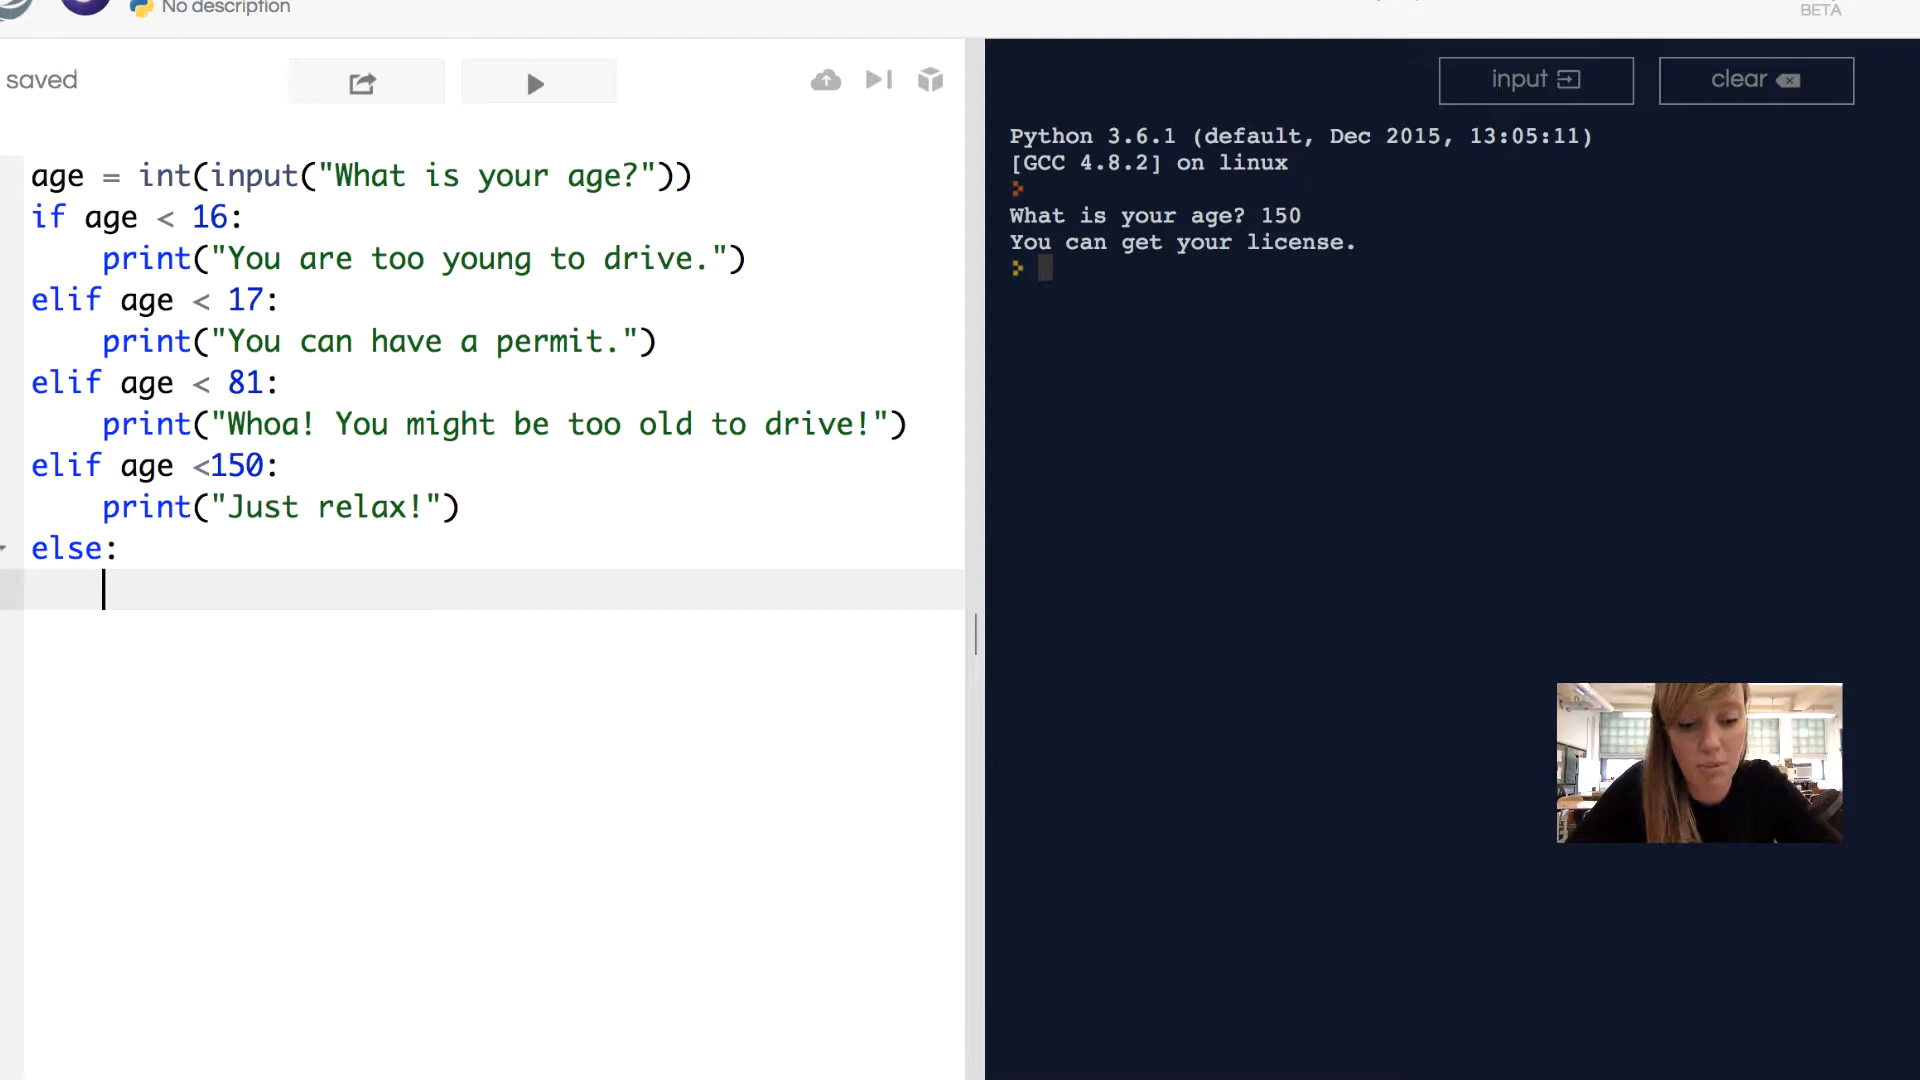 No description
BETA
saved
input
clear
age = int(input("What is your age?"))
if age < 16:
    print("You are too young to drive.")
elif age < 17:
    print("You can have a permit.")
elif age < 81:
    print("Whoa! You might be too old to drive!")
elif age <150:
    print("Just relax!")
else:
Python 3.6.1 (default, Dec 2015, 13:05:11)
[GCC 4.8.2] on linux
What is your age? 150
You can get your license.